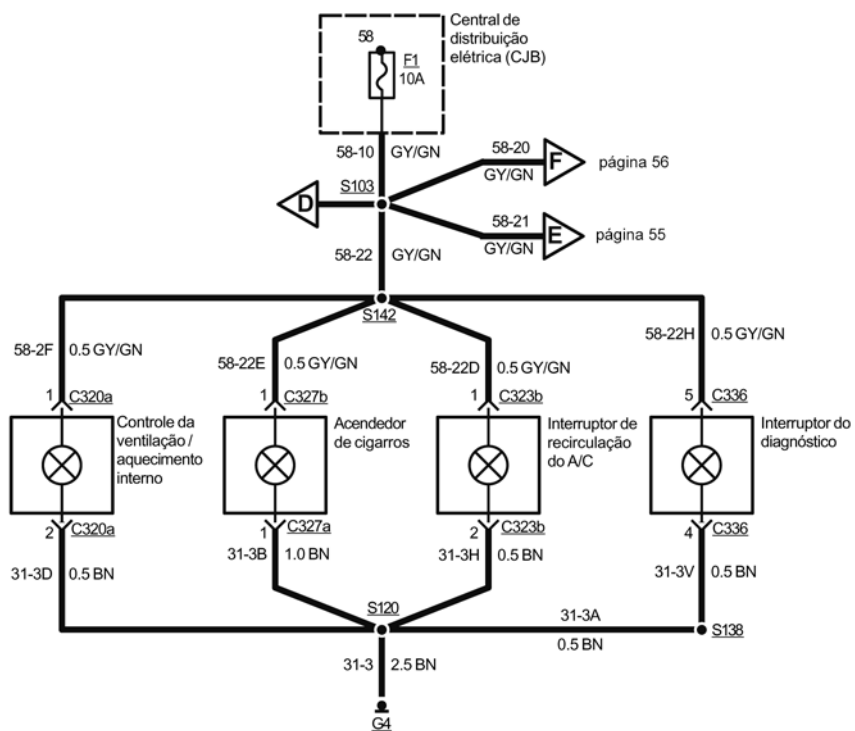 Central de
distribuição
elétrica (CJB)
58
F1
10A
58-10 GY/GN
58-20
GY/GN
F
página 56
S103
D
58-21
GY/GN
E
página 55
58-22 GY/GN
S142
58-2F 0.5 GY/GN
58-22E 0.5 GY/GN
58-22D 0.5 GY/GN
58-22H 0.5 GY/GN
1 C320a
1 C327b
1 C323b
5 C336
Controle da
ventilação /
aquecimento
interno
Acendedor
de cigarros
Interruptor de
recirculação
do A/C
Interruptor do
diagnóstico
2 C320a
1 C327a
2 C323b
4 C336
31-3D 0.5 BN
31-3B 1.0 BN
31-3H 0.5 BN
31-3V 0.5 BN
S120
31-3A
0.5 BN
S138
31-3 2.5 BN
G4